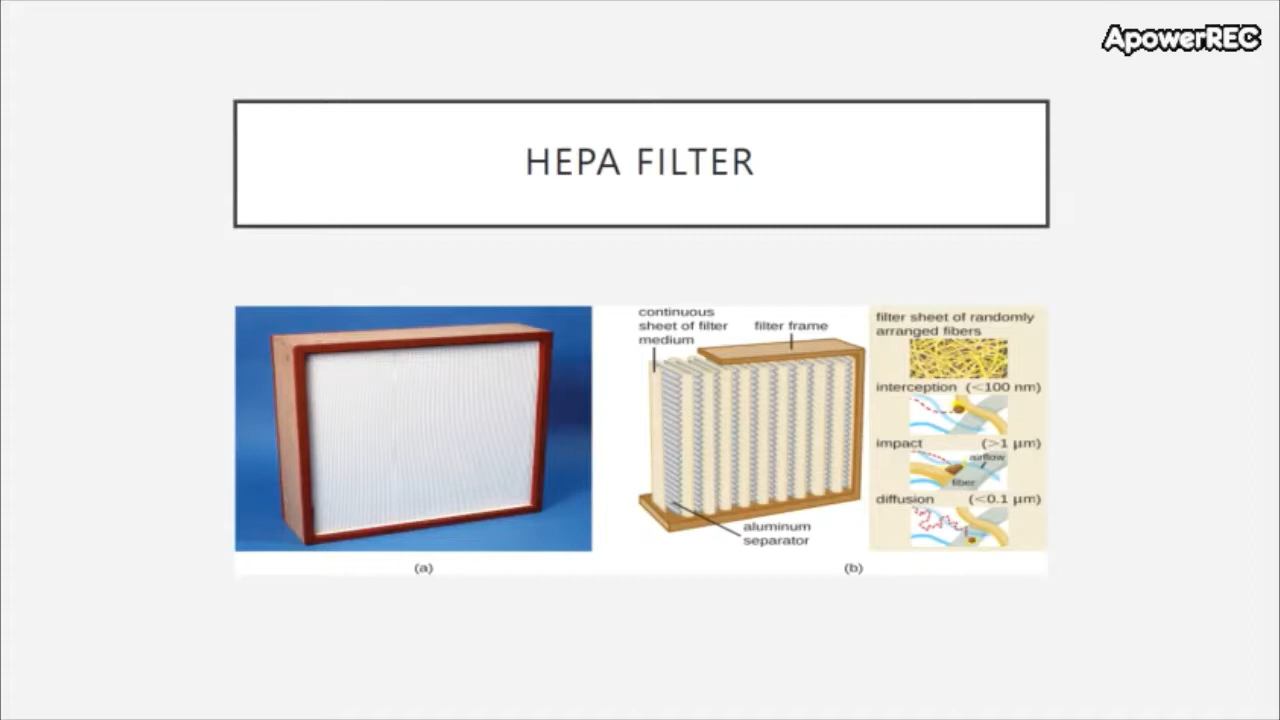 ApowerREC
HEPA FILTER
continuous
sheet of filter
medium
filter frame
aluminum
separator
filter sheet of randomly
arranged fibers
interception (<100 nm)
impact (>1 µm)
airflow
fiber
diffusion (<0.1 µm)
(a)
(b)